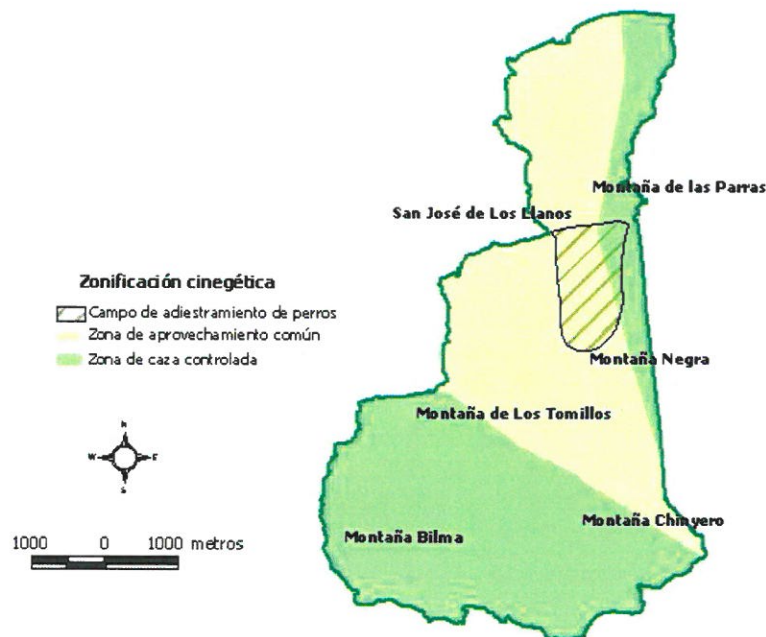 Montaña de las Parras
San José de Los Llanos
Zonificación cinegética
Campo de adiestramiento de perros
Zona de aprovechamiento común
Zona de caza controlada
Montaña Negra
Montaña de Los Tomillos
N
W E
S
Montaña Chinyero
Montaña Bilma
1000 0 1000 metros